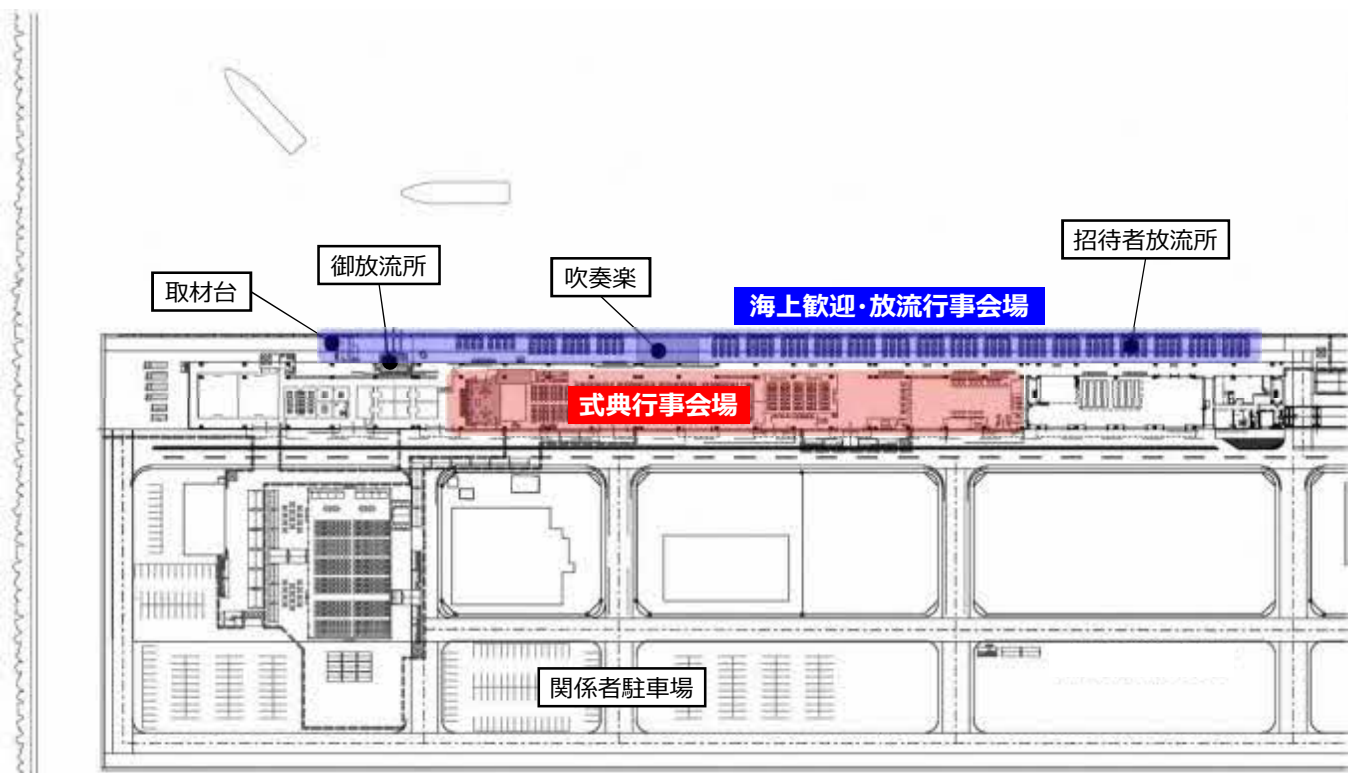 招待者放流所
御放流所
吹奏楽
取材台
海上歓迎・放流行事会場
式典行事会場
関係者駐車場